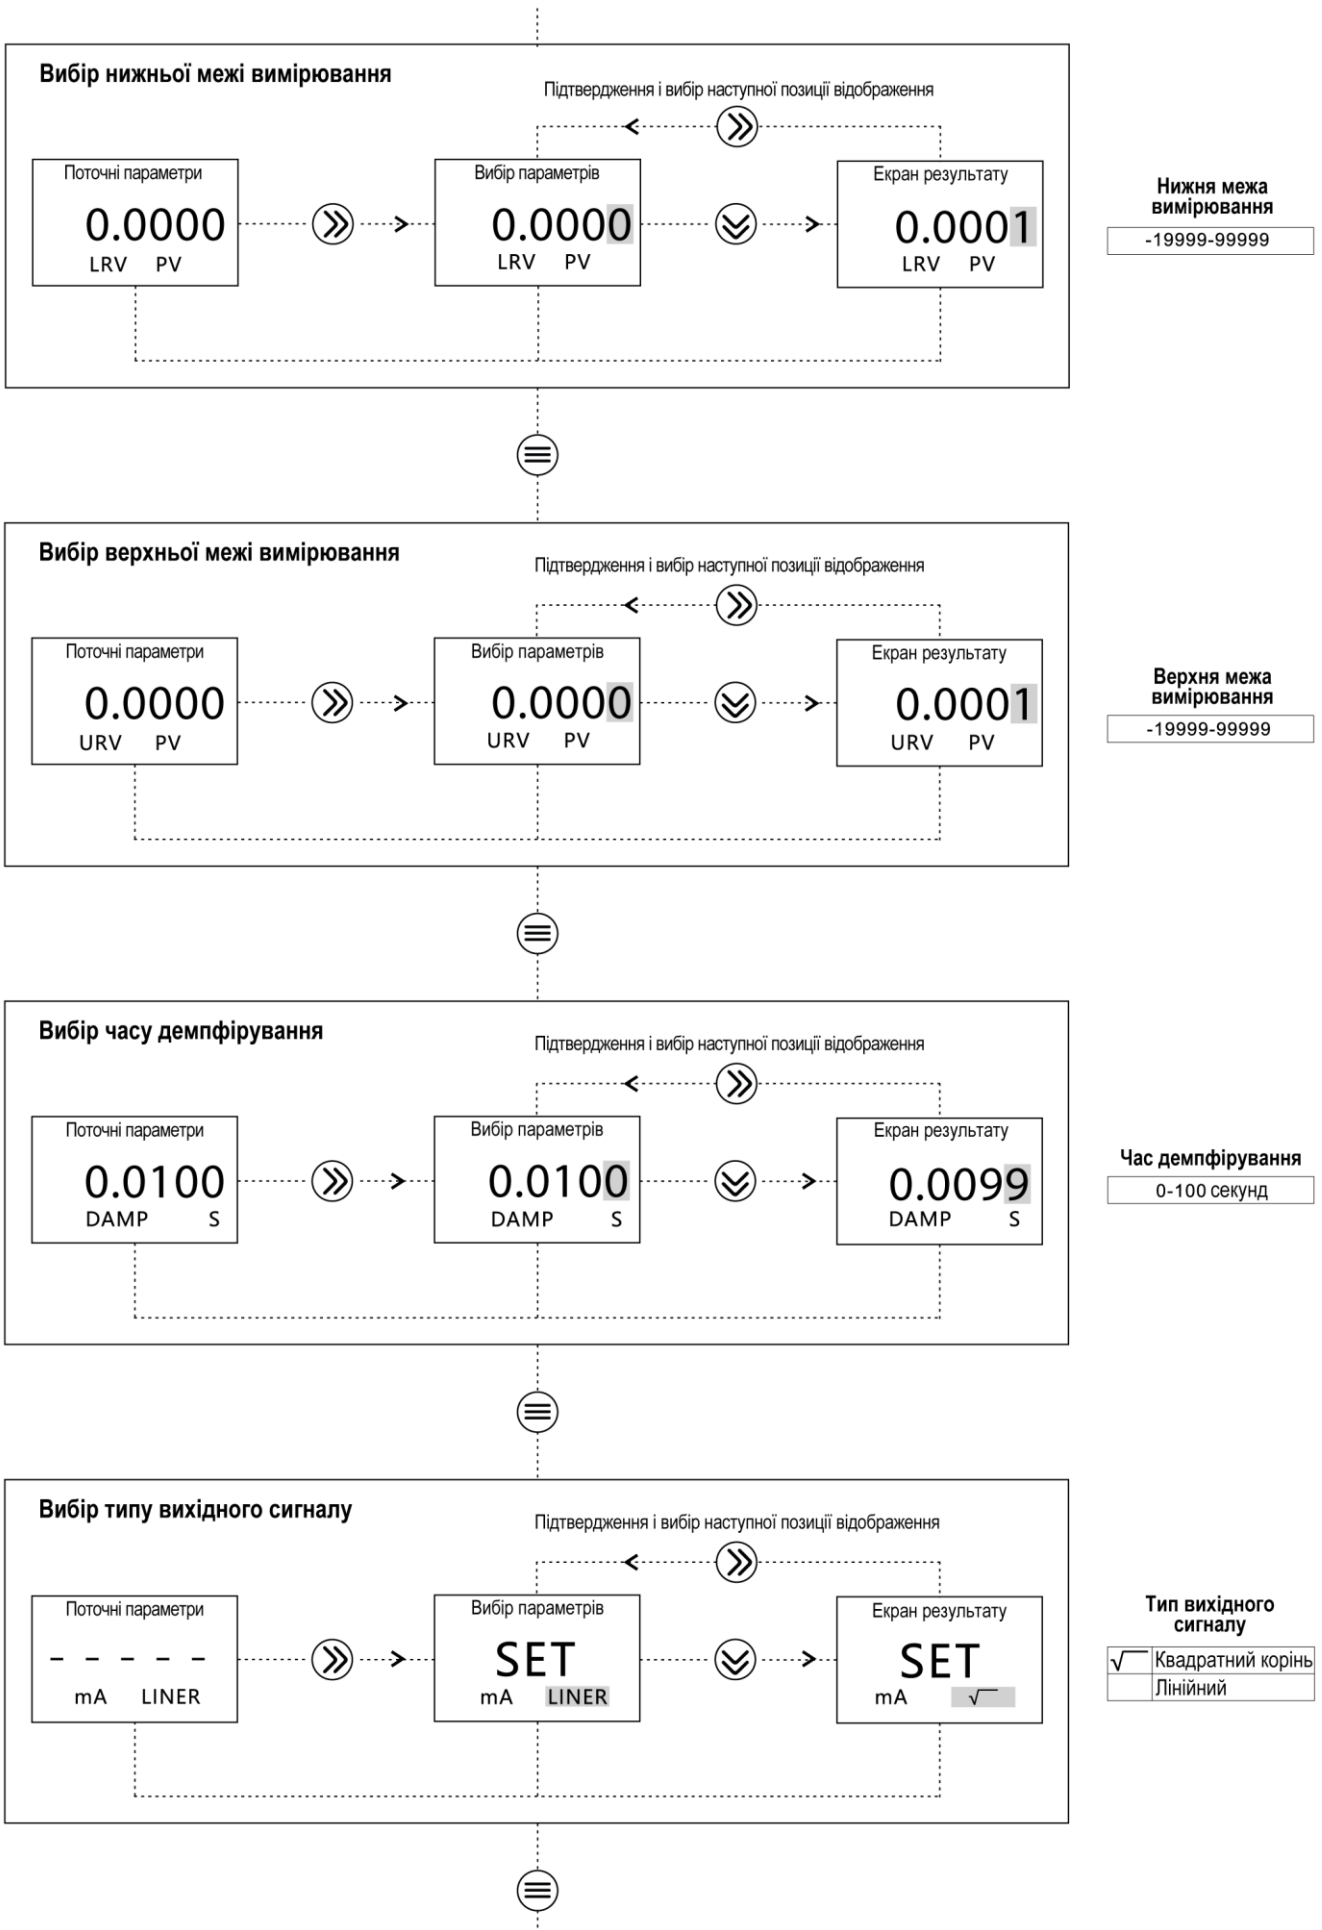 Вибір нижньої межі вимірювання
Підтвердження і вибір наступної позиції відображення
Поточні параметри
0.0000
LRV PV
Вибір параметрів
0.0000
LRV PV
Екран результату
0.0001
LRV PV
Нижня межа
вимірювання
-19999-99999
Вибір верхньої межі вимірювання
Підтвердження і вибір наступної позиції відображення
Поточні параметри
0.0000
URV PV
Вибір параметрів
0.0000
URV PV
Екран результату
0.0001
URV PV
Верхня межа
вимірювання
-19999-99999
Вибір часу демпфірування
Підтвердження і вибір наступної позиції відображення
Поточні параметри
0.0100
DAMP S
Вибір параметрів
0.0100
DAMP S
Екран результату
0.0099
DAMP S
Час демпфірування
0-100 секунд
Вибір типу вихідного сигналу
Підтвердження і вибір наступної позиції відображення
Поточні параметри
– – – – –
mA LINER
Вибір параметрів
SET
mA LINER
Екран результату
SET
mA √
Тип вихідного
сигналу
√ Квадратний корінь
Лінійний